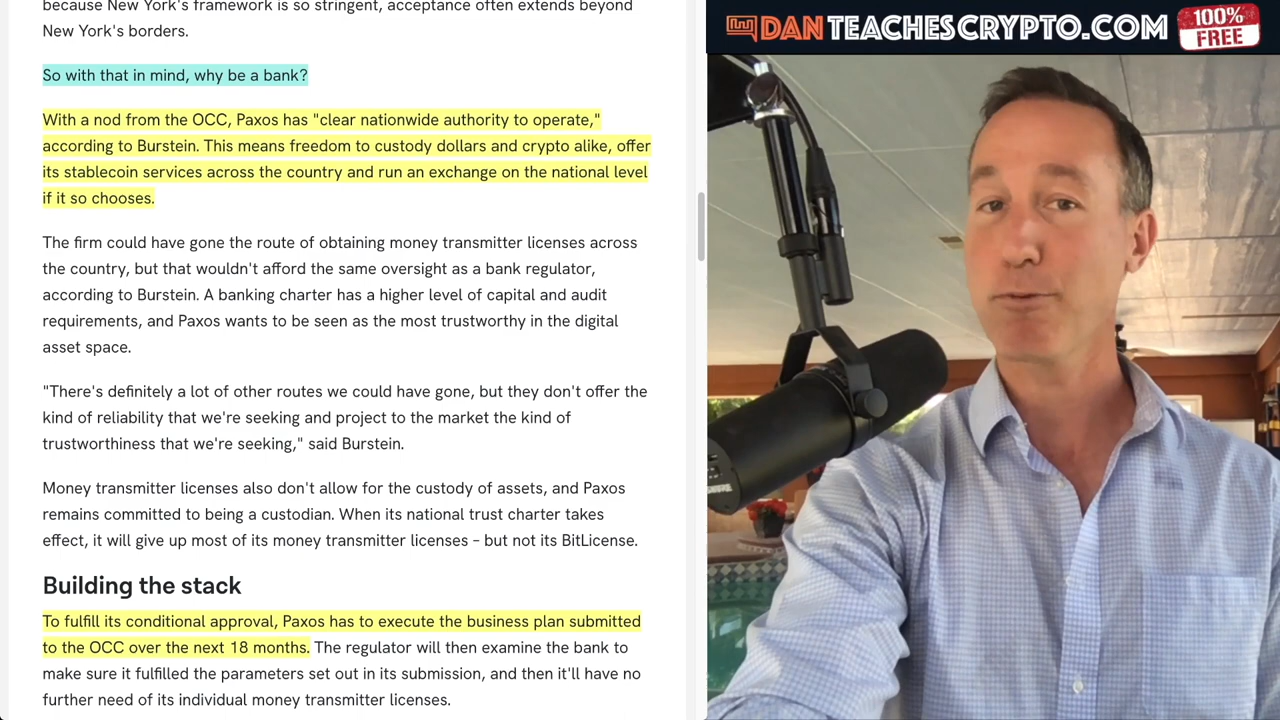 because New York's framework is so stringent, acceptance often extends beyond
New York's borders.
So with that in mind, why be a bank?
With a nod from the OCC, Paxos has "clear nationwide authority to operate,"
according to Burstein. This means freedom to custody dollars and crypto alike, offer
its stablecoin services across the country and run an exchange on the national level
if it so chooses.
The firm could have gone the route of obtaining money transmitter licenses across
the country, but that wouldn't afford the same oversight as a bank regulator,
according to Burstein. A banking charter has a higher level of capital and audit
requirements, and Paxos wants to be seen as the most trustworthy in the digital
asset space.
"There's definitely a lot of other routes we could have gone, but they don't offer the
kind of reliability that we're seeking and project to the market the kind of
trustworthiness that we're seeking," said Burstein.
Money transmitter licenses also don't allow for the custody of assets, and Paxos
remains committed to being a custodian. When its national trust charter takes
effect, it will give up most of its money transmitter licenses – but not its BitLicense.
Building the stack
To fulfill its conditional approval, Paxos has to execute the business plan submitted
to the OCC over the next 18 months. The regulator will then examine the bank to
make sure it fulfilled the parameters set out in its submission, and then it'll have no
further need of its individual money transmitter licenses.
DANTEACHESCRYPTO.COM
100%
FREE